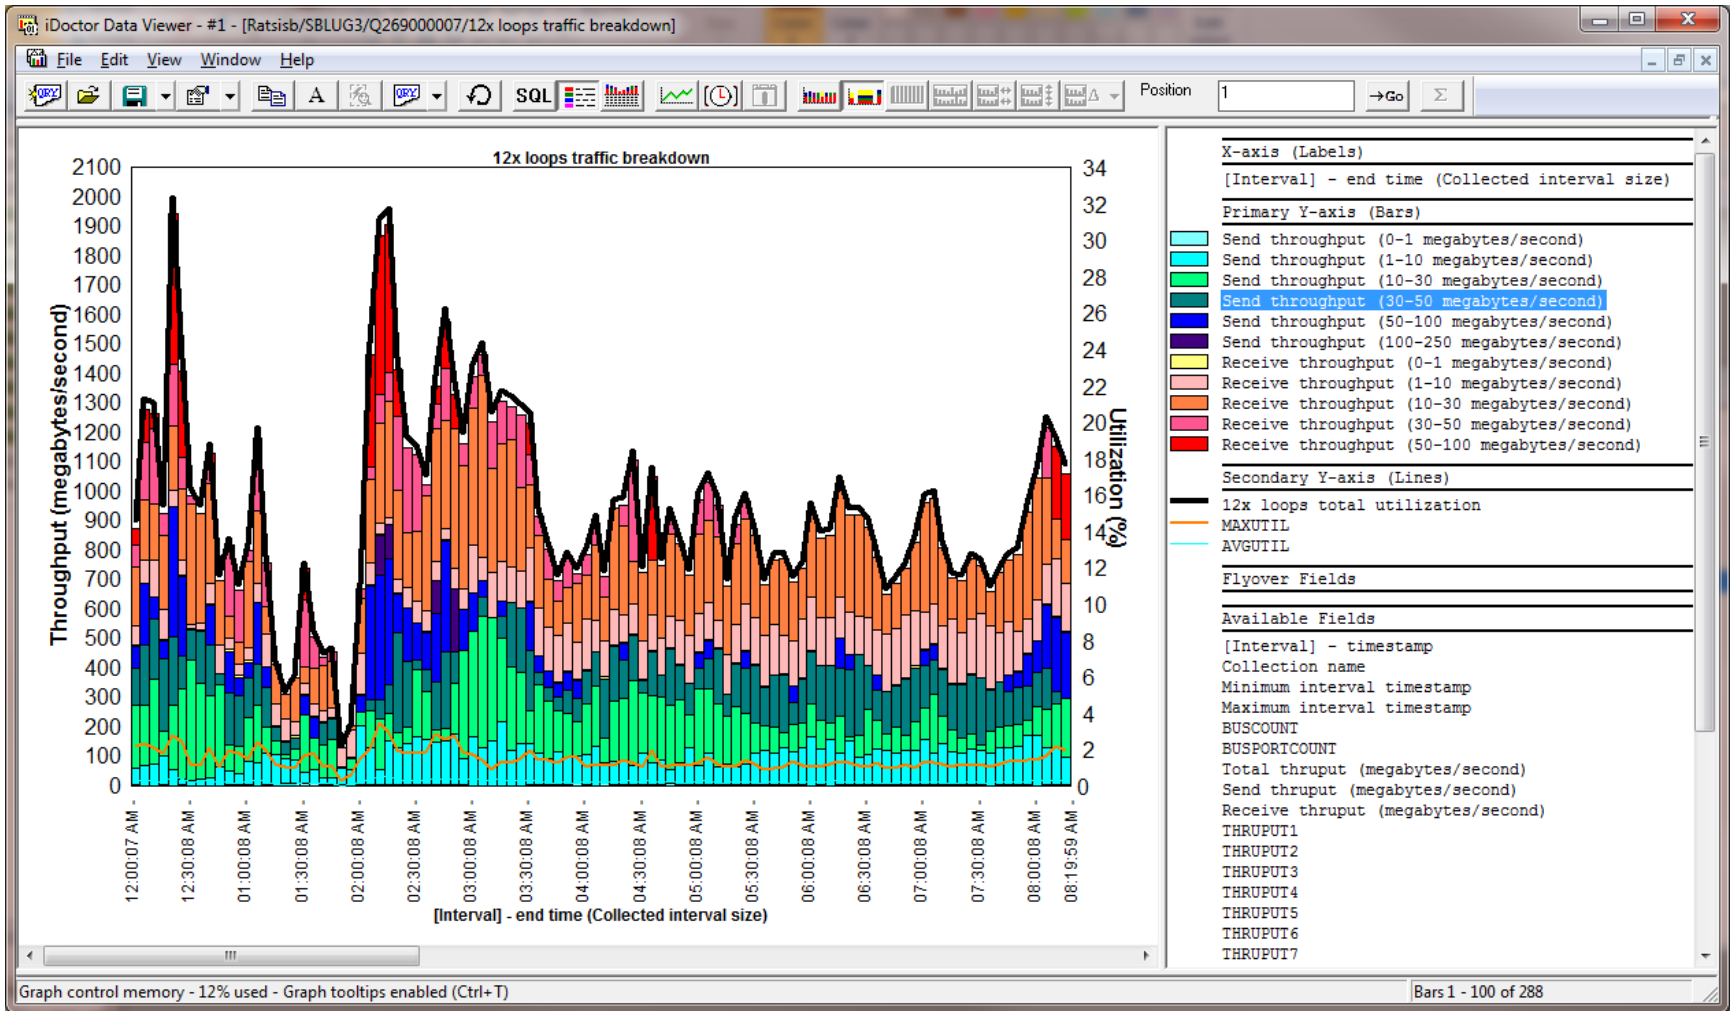 iDoctor Data Viewer - #1 - [Ratsisb/SBLUG3/Q269000007/12x loops traffic breakdown]
File Edit View Window Help
QRY A QRY SQL Position 1 →Go Σ
12x loops traffic breakdown
Throughput (megabytes/second)
2100
2000
1900
1800
1700
1600
1500
1400
1300
1200
1100
1000
900
800
700
600
500
400
300
200
100
0
34
32
30
28
26
24
22
20
18
16
14
12
10
8
6
4
2
0
Utilization (%)
12:00:07 AM
12:30:08 AM
01:00:08 AM
01:30:08 AM
02:00:08 AM
02:30:08 AM
03:00:08 AM
03:30:08 AM
04:00:08 AM
04:30:08 AM
05:00:08 AM
05:30:08 AM
06:00:08 AM
06:30:08 AM
07:00:08 AM
07:30:08 AM
08:00:08 AM
08:19:59 AM
[Interval] - end time (Collected interval size)
X-axis (Labels)
[Interval] - end time (Collected interval size)
Primary Y-axis (Bars)
Send throughput (0-1 megabytes/second)
Send throughput (1-10 megabytes/second)
Send throughput (10-30 megabytes/second)
Send throughput (30-50 megabytes/second)
Send throughput (50-100 megabytes/second)
Send throughput (100-250 megabytes/second)
Receive throughput (0-1 megabytes/second)
Receive throughput (1-10 megabytes/second)
Receive throughput (10-30 megabytes/second)
Receive throughput (30-50 megabytes/second)
Receive throughput (50-100 megabytes/second)
Secondary Y-axis (Lines)
12x loops total utilization
MAXUTIL
AVGUTIL
Flyover Fields
Available Fields
[Interval] - timestamp
Collection name
Minimum interval timestamp
Maximum interval timestamp
BUSCOUNT
BUSPORTCOUNT
Total thruput (megabytes/second)
Send thruput (megabytes/second)
Receive thruput (megabytes/second)
THRUPUT1
THRUPUT2
THRUPUT3
THRUPUT4
THRUPUT5
THRUPUT6
THRUPUT7
Graph control memory - 12% used - Graph tooltips enabled (Ctrl+T)
Bars 1 - 100 of 288